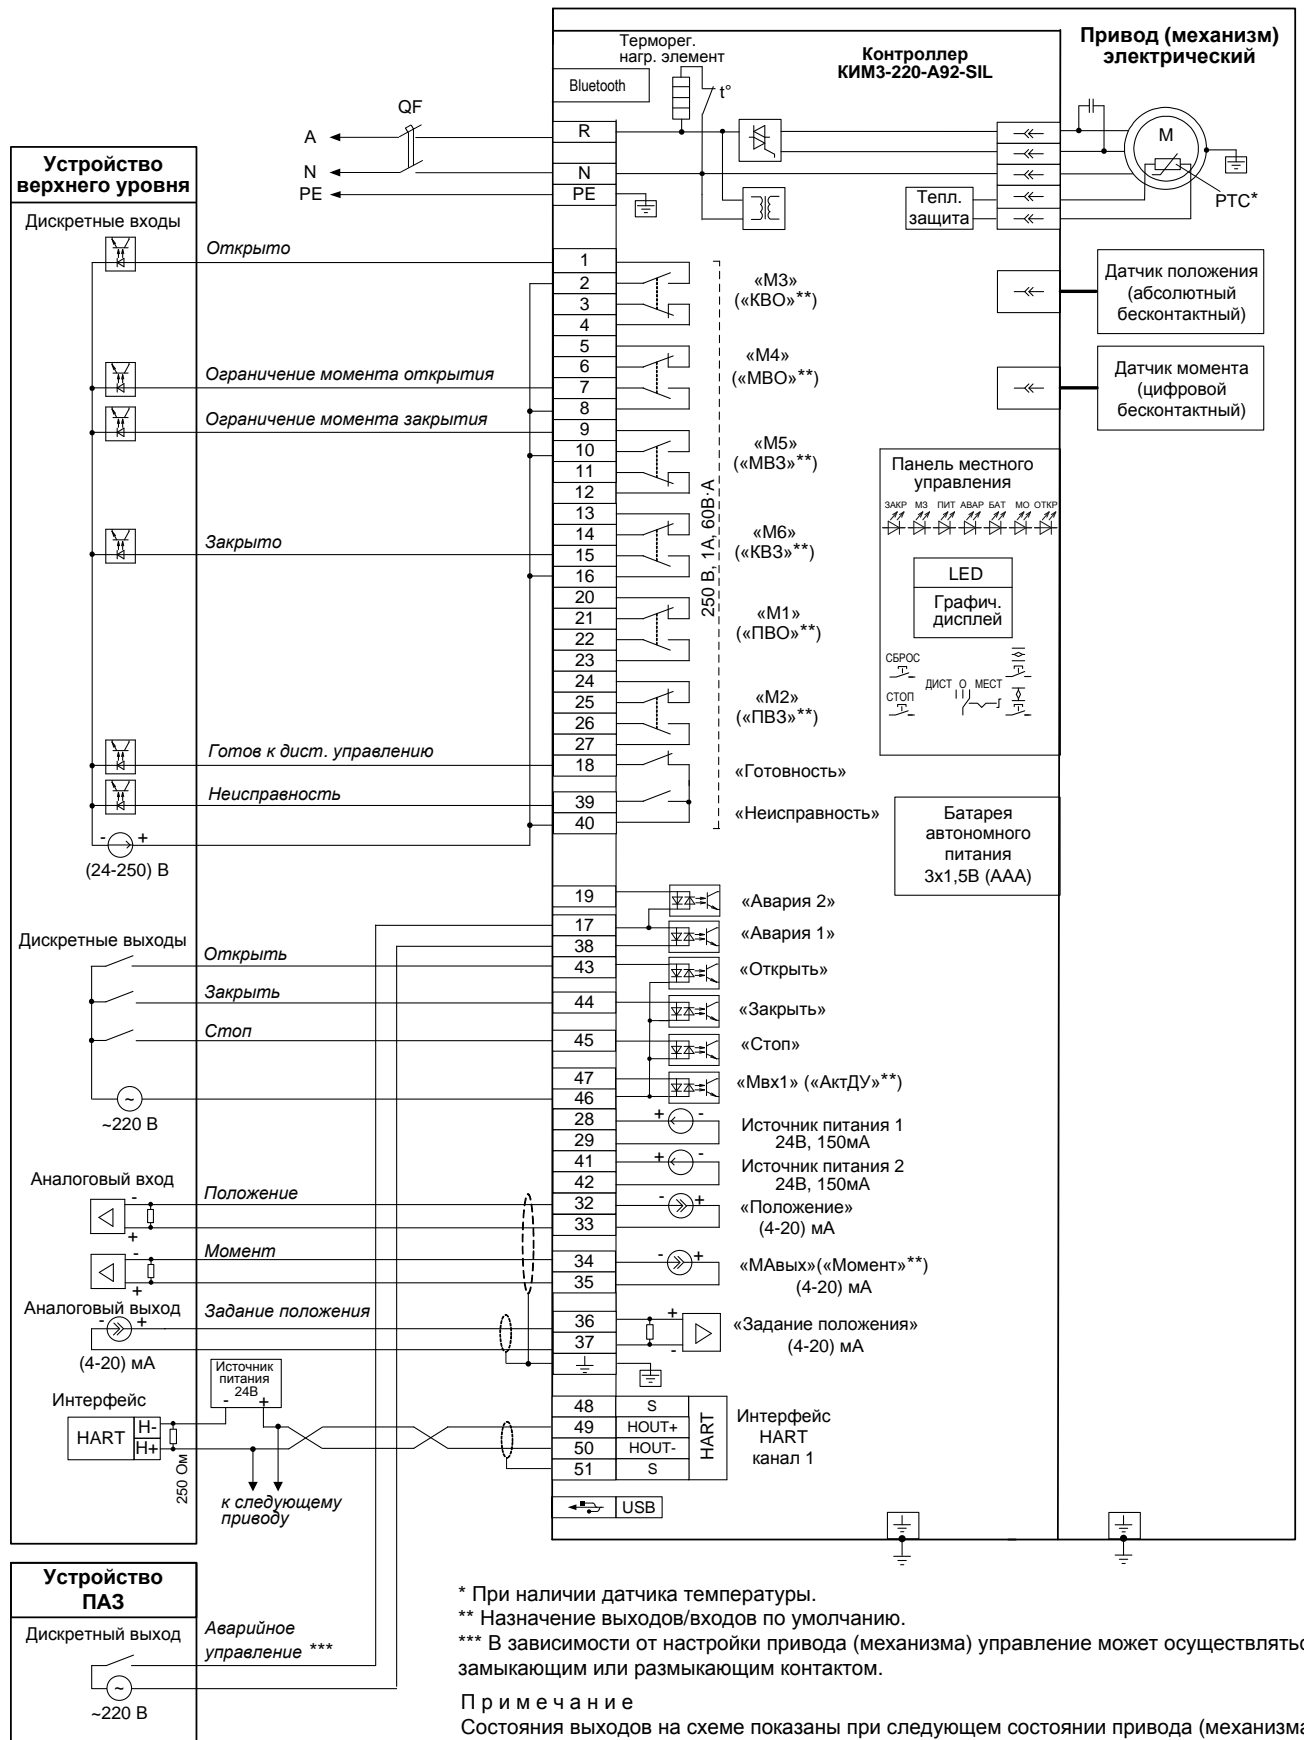 Привод (механизм)
электрический
Контроллер
КИМ3-220-А92-SIL
Терморег.
нагр. элемент
t°
Bluetooth
QF
A
N
PE
R
N
PE
Тепл.
защита
M
PTC*
Устройство
верхнего уровня
Дискретные входы
Открыто
Ограничение момента открытия
Ограничение момента закрытия
Закрыто
Готов к дист. управлению
Неисправность
- +
(24-250) В
1
2
3
4
5
6
7
8
9
10
11
12
13
14
15
16
20
21
22
23
24
25
26
27
18
39
40
«М3»
(«КВО»**)
«М4»
(«МВО»**)
«М5»
(«МВЗ»**)
«М6»
(«КВЗ»**)
«М1»
(«ПВО»**)
«М2»
(«ПВЗ»**)
«Готовность»
«Неисправность»
250 В, 1А, 60В·А
Датчик положения
(абсолютный
бесконтактный)
Датчик момента
(цифровой
бесконтактный)
Панель местного
управления
ЗАКР МЗ ПИТ АВАР БАТ МО ОТКР
LED
Графич.
дисплей
СБРОС
СТОП
ДИСТ О МЕСТ
Батарея
автономного
питания
3х1,5В (ААА)
Дискретные выходы
Открыть
Закрыть
Стоп
~
~220 В
19
17
38
43
44
45
47
46
28
29
41
42
32
33
34
35
36
37
«Авария 2»
«Авария 1»
«Открыть»
«Закрыть»
«Стоп»
«Мвх1» («АктДУ»**)
+ -
Источник питания 1
24В, 150мА
+ -
Источник питания 2
24В, 150мА
- +
«Положение»
(4-20) мА
- +
«МАвых»(«Момент»**)
(4-20) мА
+
-
«Задание положения»
(4-20) мА
Аналоговый вход
-
+
Положение
-
+
Момент
Аналоговый выход
- +
Задание положения
(4-20) мА
Источник
питания
24В
- +
Интерфейс
HART
H-
H+
250 Ом
к следующему
приводу
48 S
49 HOUT+
50 HOUT-
51 S
HART
Интерфейс
HART
канал 1
USB
Устройство
ПАЗ
Дискретный выход
Аварийное
управление ***
~
~220 В
* При наличии датчика температуры.
** Назначение выходов/входов по умолчанию.
*** В зависимости от настройки привода (механизма) управление может осуществлятьс
замыкающим или размыкающим контактом.
П р и м е ч а н и е
Состояния выходов на схеме показаны при следующем состоянии привода (механизма